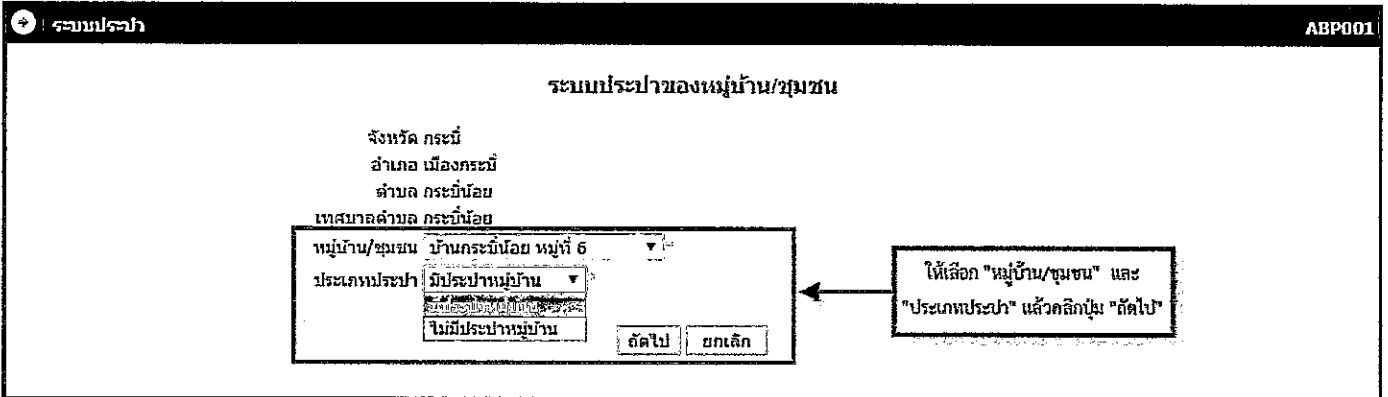 ระบบประปา ABP001
ระบบประปาของหมู่บ้าน/ชุมชน
จังหวัด กระบี่
อำเภอ เมืองกระบี่
ตำบล กระบี่น้อย
เทศบาลตำบล กระบี่น้อย
หมู่บ้าน/ชุมชน บ้านกระบี่น้อย หมู่ที่ 6
ประเภทประปา มีประปาหมู่บ้าน
ไม่มีประปาหมู่บ้าน
ถัดไป ยกเลิก
ให้เลือก "หมู่บ้าน/ชุมชน" และ
"ประเภทประปา" แล้วคลิกปุ่ม "ถัดไป"